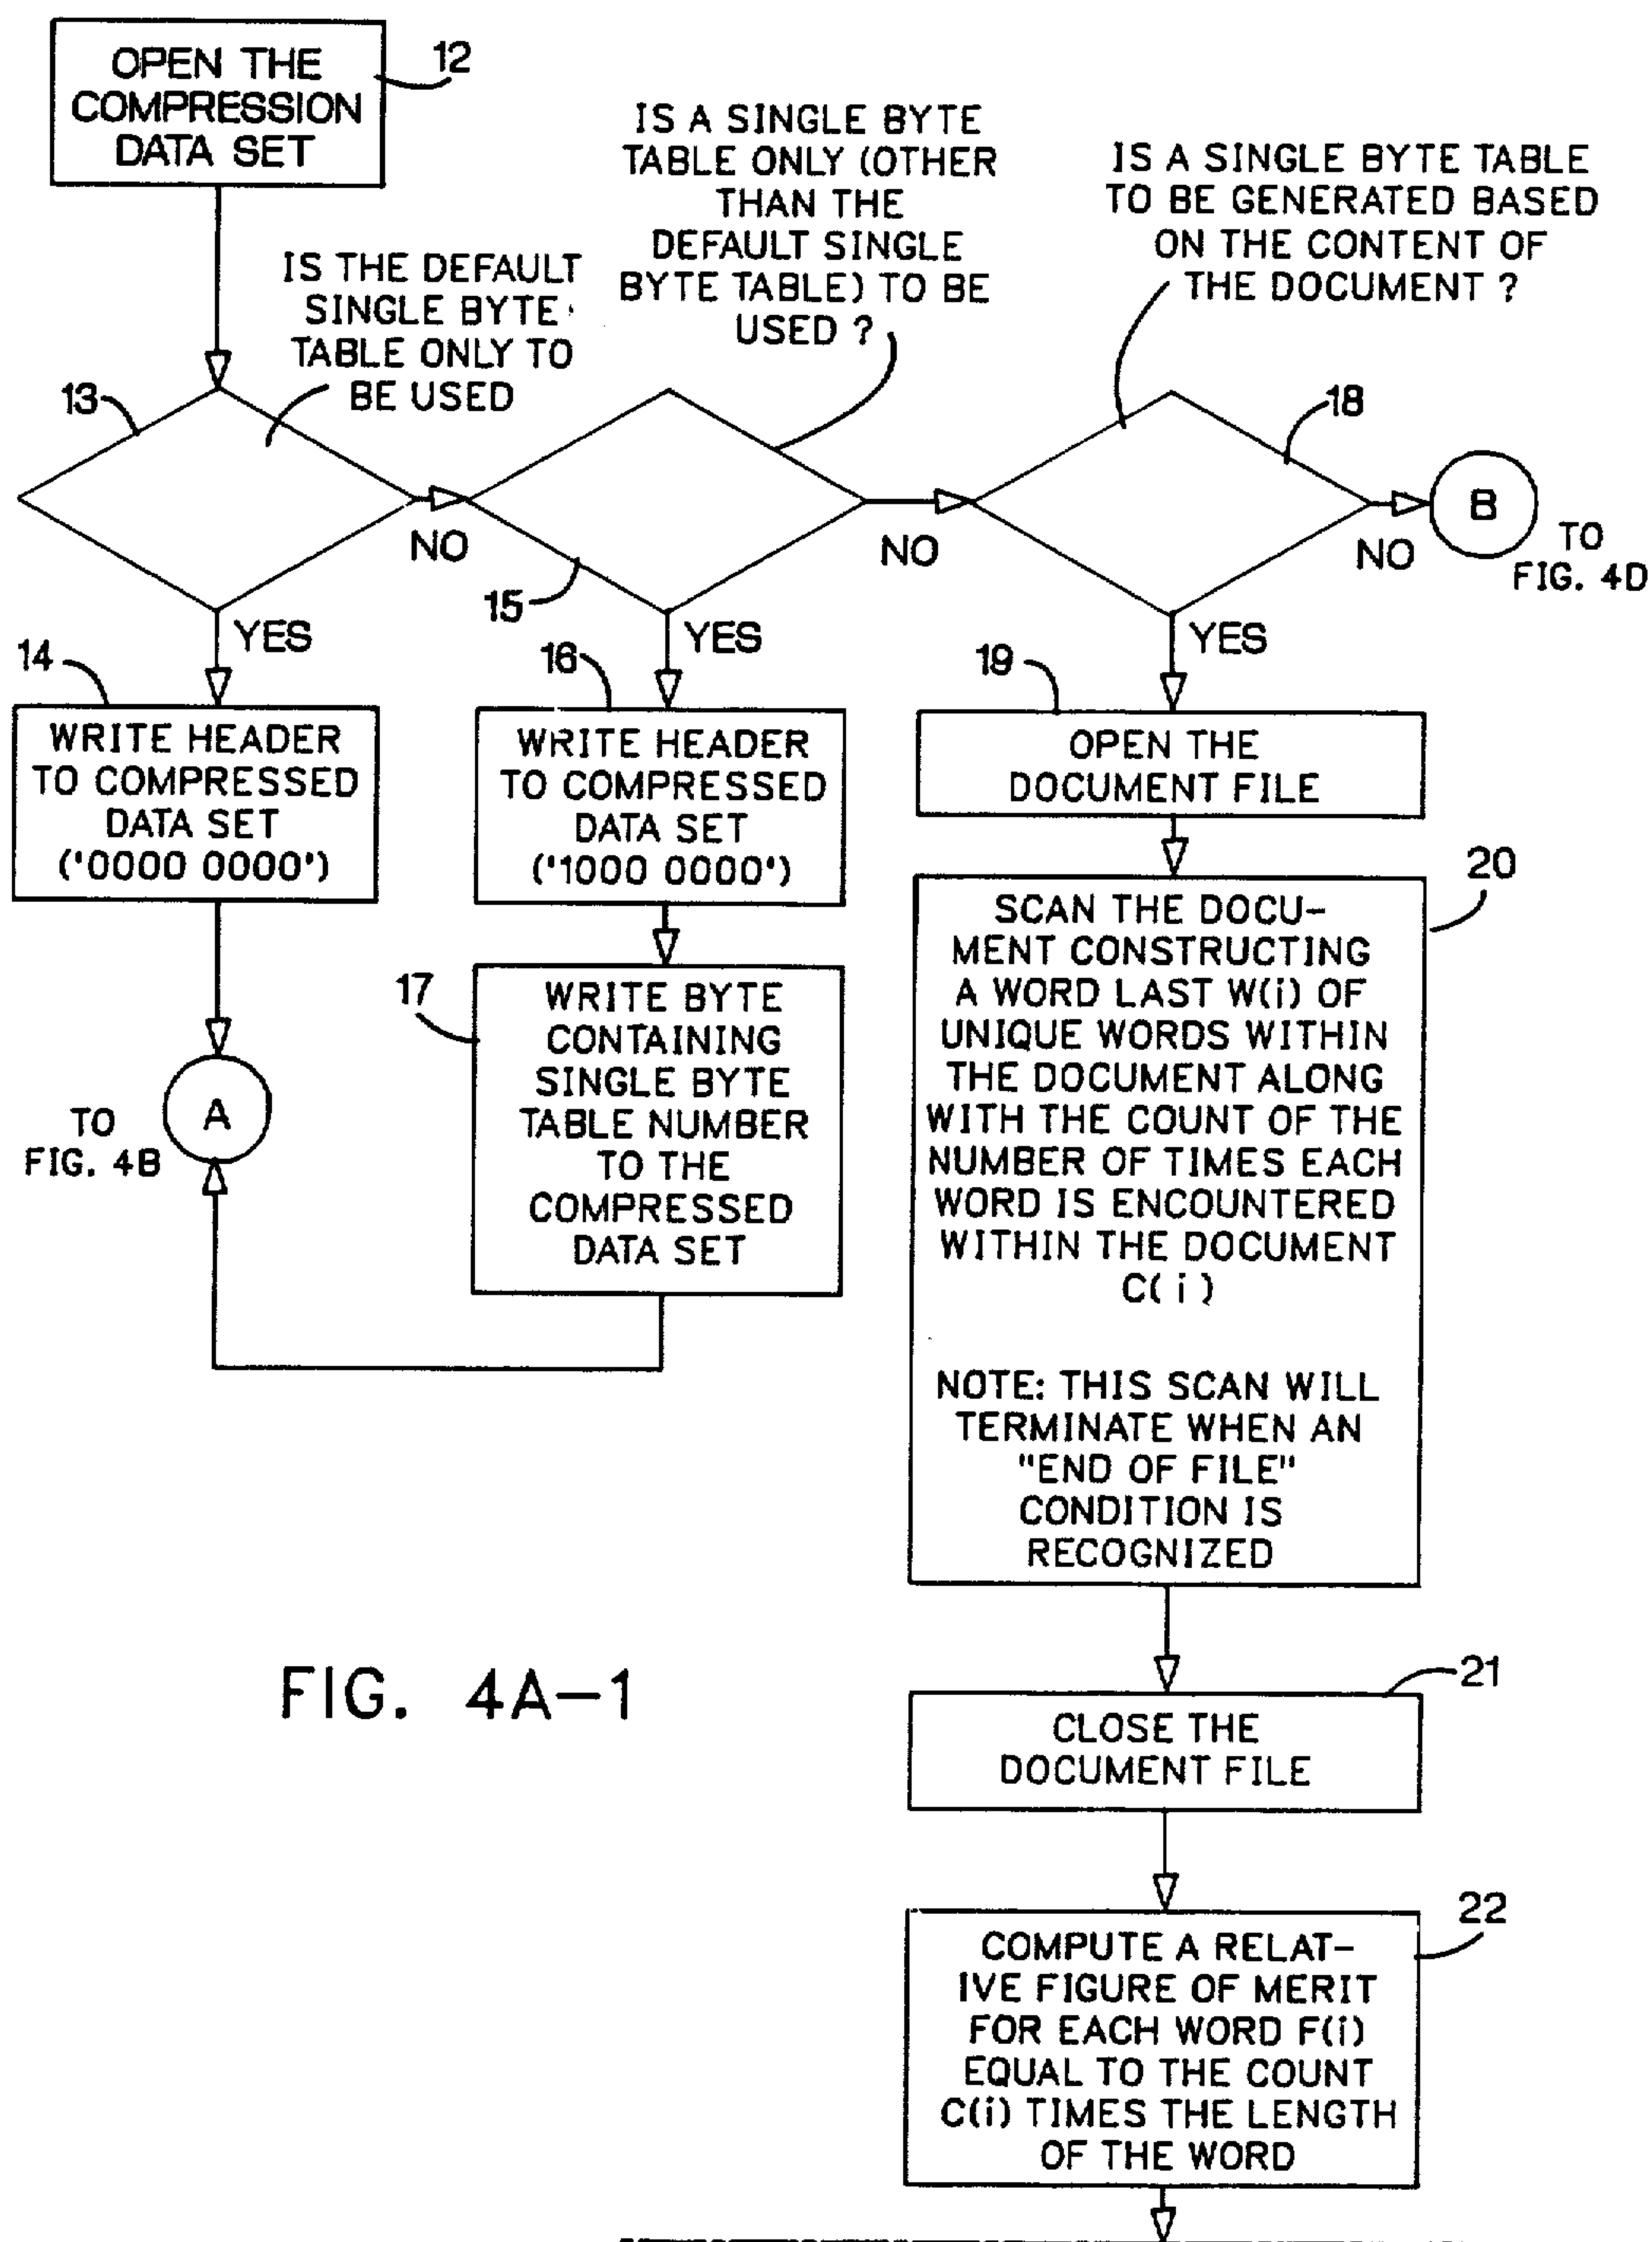 OPEN THE
COMPRESSION
DATA SET
12
IS THE DEFAULT
SINGLE BYTE
TABLE ONLY TO
BE USED
IS A SINGLE BYTE
TABLE ONLY (OTHER
THAN THE
DEFAULT SINGLE
BYTE TABLE) TO BE
USED ?
IS A SINGLE BYTE TABLE
TO BE GENERATED BASED
ON THE CONTENT OF
THE DOCUMENT ?
13
NO
15
NO
18
NO
B
TO
FIG. 4D
YES
YES
YES
14
WRITE HEADER
TO COMPRESSED
DATA SET
('0000 0000')
16
WRITE HEADER
TO COMPRESSED
DATA SET
('1000 0000')
19
OPEN THE
DOCUMENT FILE
A
TO
FIG. 4B
17
WRITE BYTE
CONTAINING
SINGLE BYTE
TABLE NUMBER
TO THE
COMPRESSED
DATA SET
20
SCAN THE DOCU-
MENT CONSTRUCTING
A WORD LAST W(i) OF
UNIQUE WORDS WITHIN
THE DOCUMENT ALONG
WITH THE COUNT OF THE
NUMBER OF TIMES EACH
WORD IS ENCOUNTERED
WITHIN THE DOCUMENT
C(i)
NOTE: THIS SCAN WILL
TERMINATE WHEN AN
"END OF FILE"
CONDITION IS
RECOGNIZED
21
CLOSE THE
DOCUMENT FILE
22
COMPUTE A RELAT-
IVE FIGURE OF MERIT
FOR EACH WORD F(i)
EQUAL TO THE COUNT
C(i) TIMES THE LENGTH
OF THE WORD
FIG. 4A-1